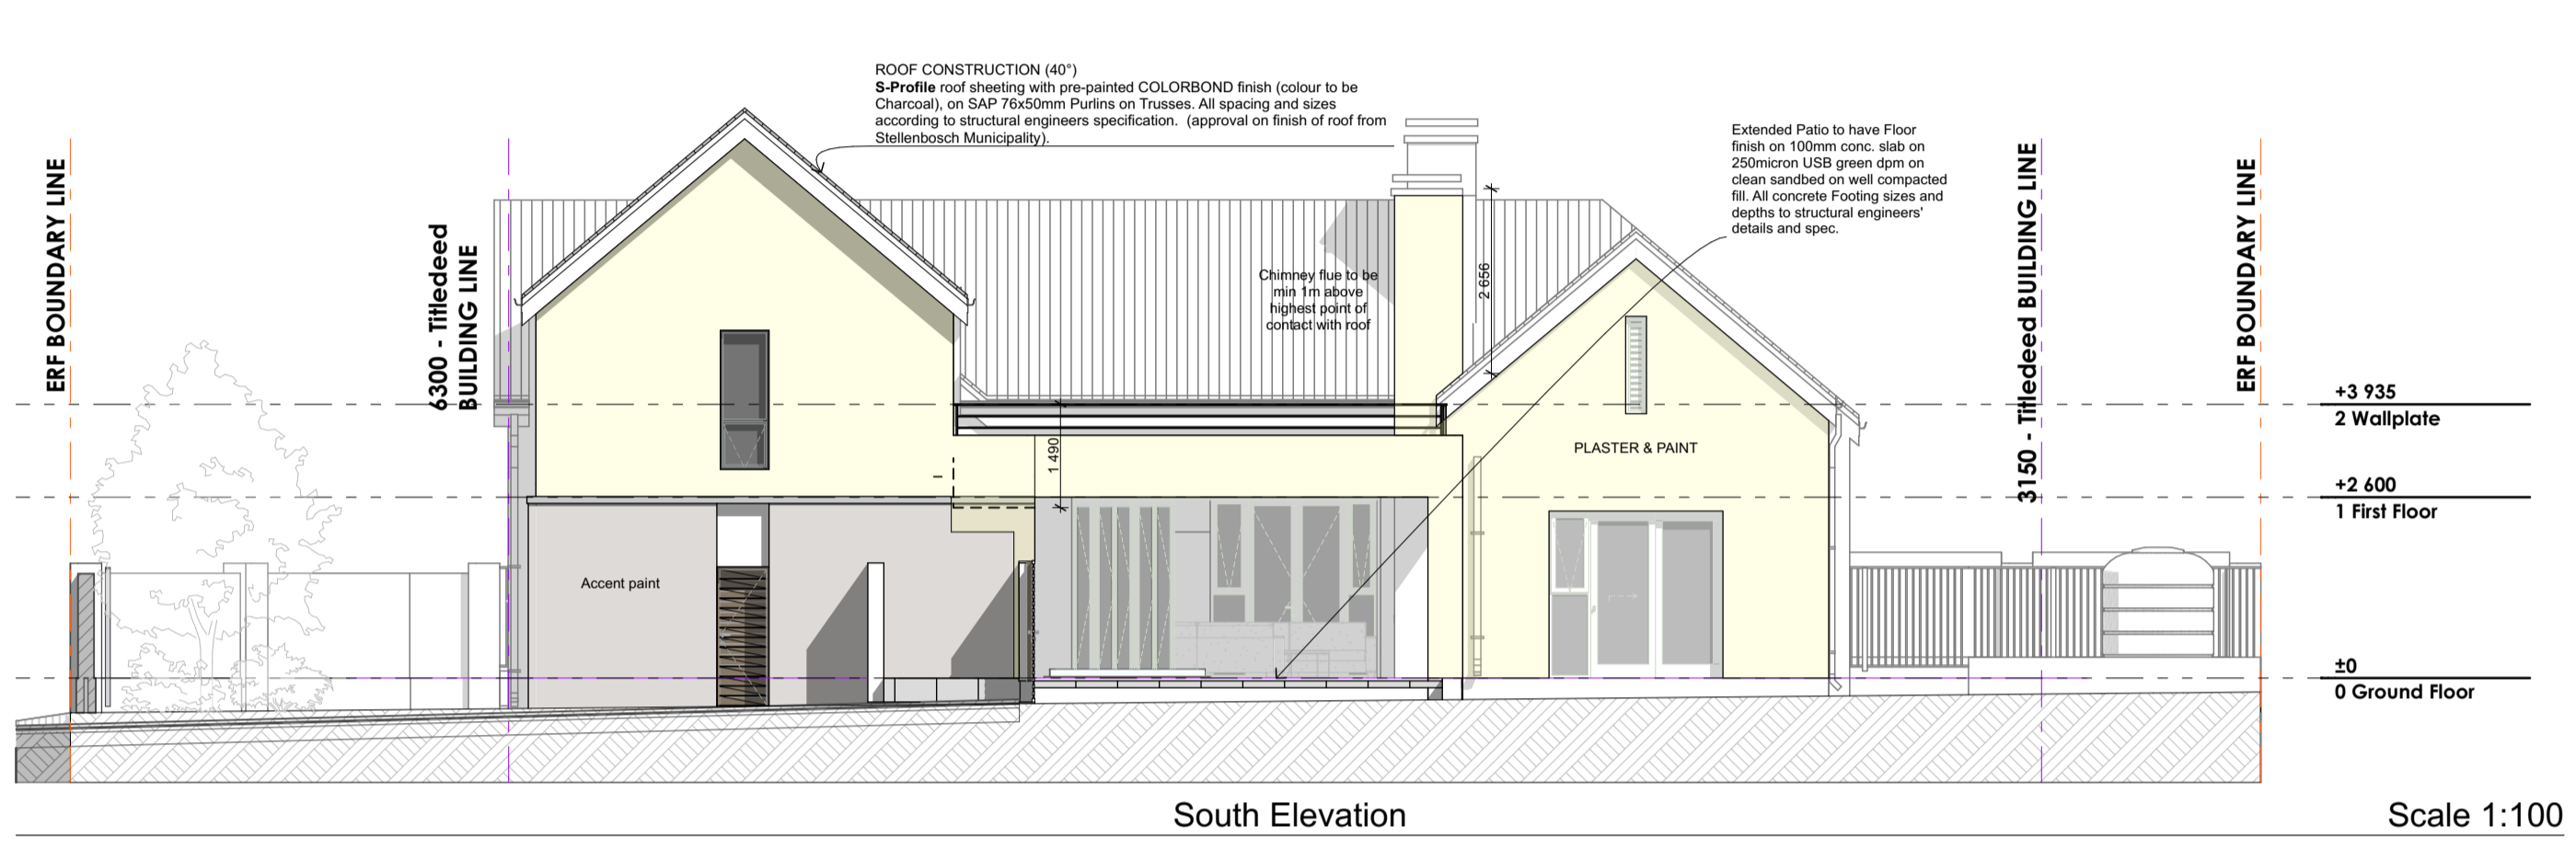 ROOF CONSTRUCTION (40°)
S-Profile roof sheeting with pre-painted COLORBOND finish (colour to be
Charcoal), on SAP 76x50mm Purlins on Trusses. All spacing and sizes
according to structural engineers specification.  (approval on finish of roof from
Stellenbosch Municipality).
Extended Patio to have Floor
finish on 100mm conc. slab on
250micron USB green dpm on
clean sandbed on well compacted
fill. All concrete Footing sizes and
depths to structural engineers'
details and spec.
ERF BOUNDARY LINE
6300 - Titledeed
BUILDING LINE
Chimney flue to be
min 1m above
highest point of
contact with roof
2 656
3150 - Titledeed BUILDING LINE
ERF BOUNDARY LINE
+3 935
2 Wallplate
1 490
PLASTER & PAINT
+2 600
1 First Floor
Accent paint
±0
0 Ground Floor
South Elevation
Scale 1:100